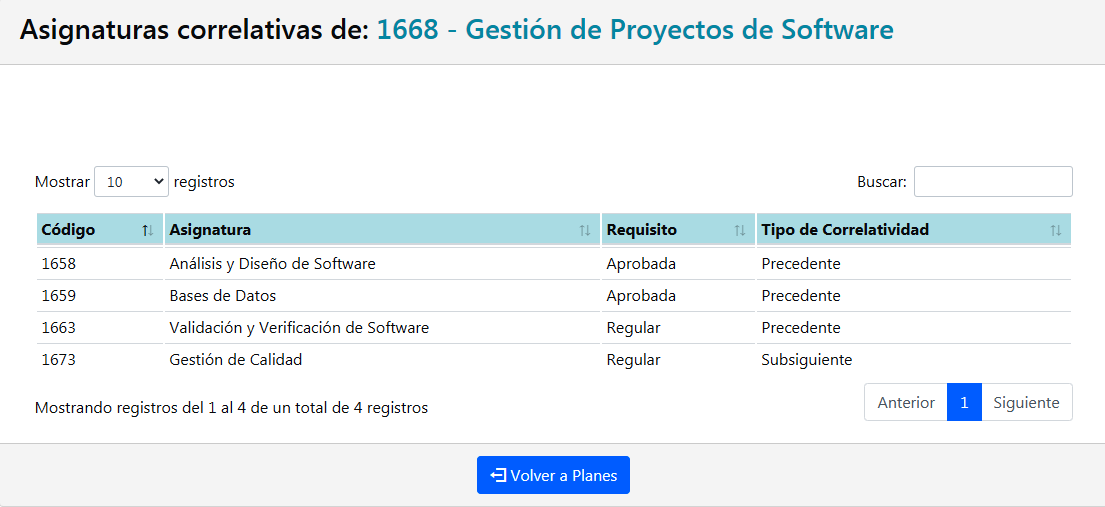 Asignaturas correlativas de: 1668 - Gestión de Proyectos de Software
Mostrar 10 registros Buscar:
Código Asignatura Requisito Tipo de Correlatividad
1658 Análisis y Diseño de Software Aprobada Precedente
1659 Bases de Datos Aprobada Precedente
1663 Validación y Verificación de Software Regular Precedente
1673 Gestión de Calidad Regular Subsiguiente
Mostrando registros del 1 al 4 de un total de 4 registros Anterior 1 Siguiente
Volver a Planes